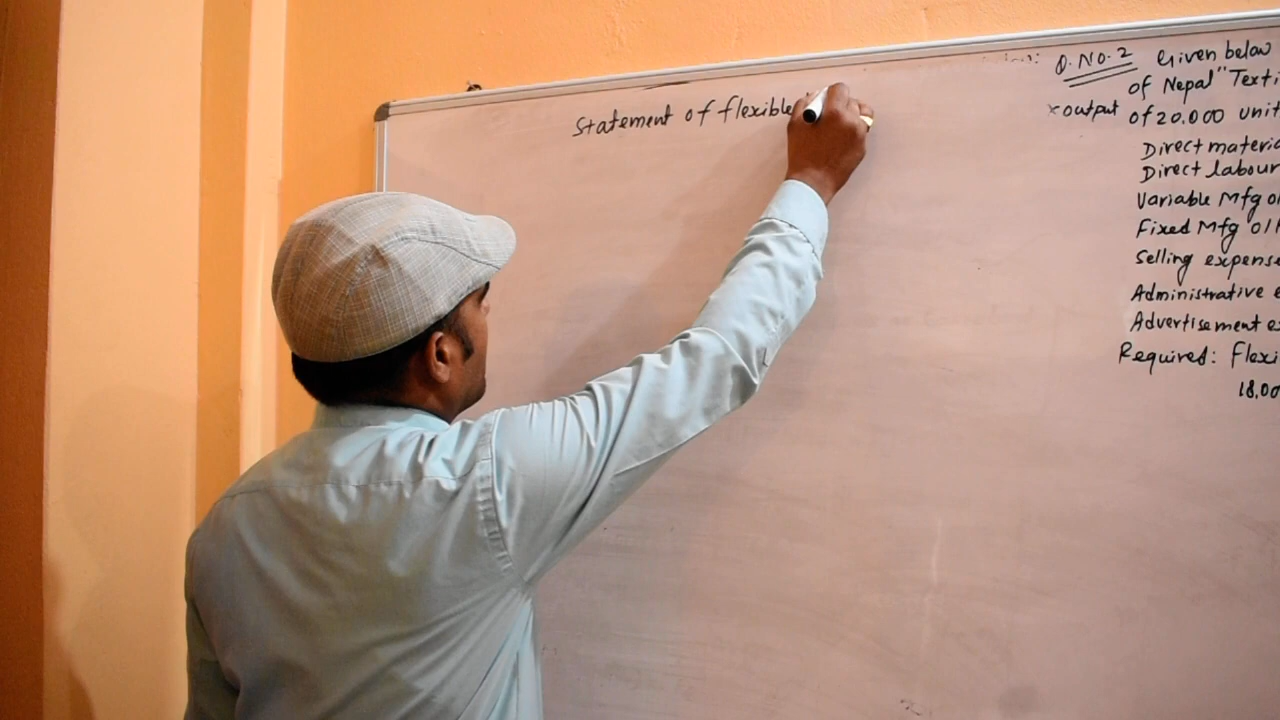 Statement of flexible
Q.NO.2 Given below
of Nepal "Texti
x output of 20,000 unit
Direct materia
Direct labour
Variable Mfg o
Fixed Mfg o/h
Selling expense
Administrative e
Advertisement ex
Required: Flexi
18,00